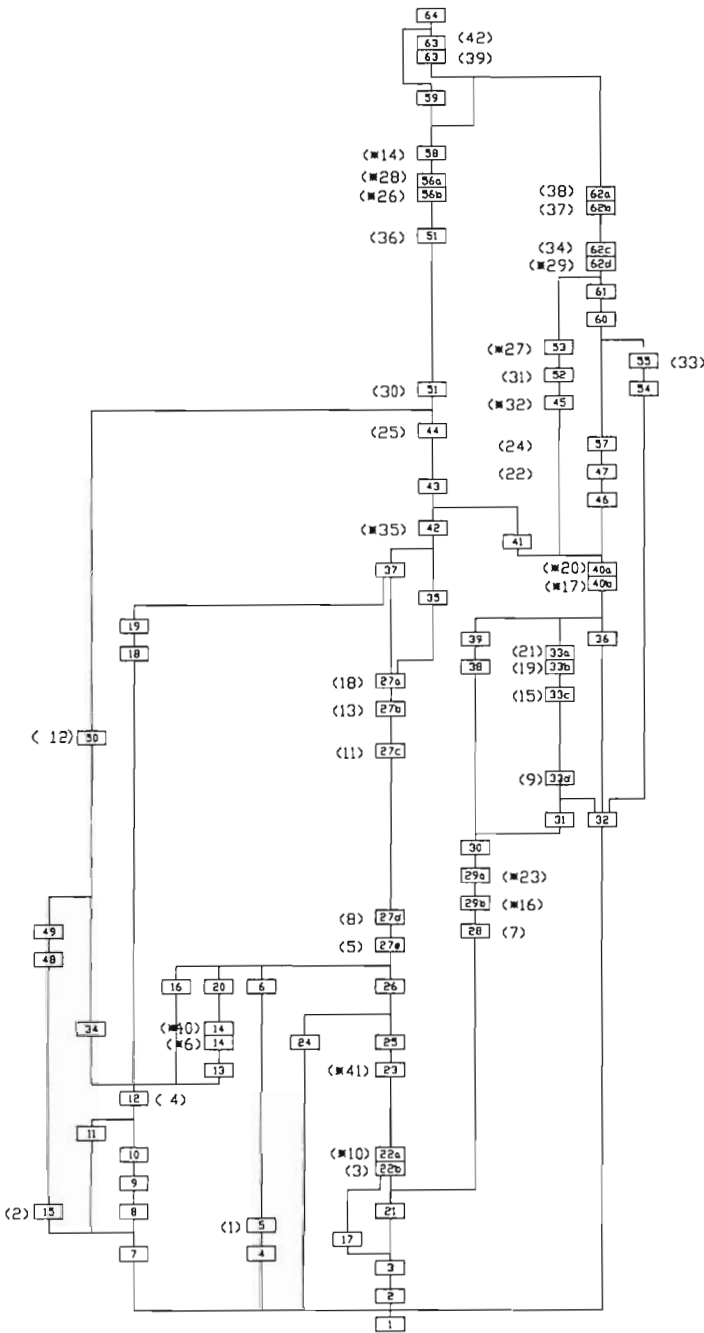 64
63 (42)
63 (39)
59
(※14) 58
(※28) 56a
(※26) 56b
(38) 62a
(37) 62b
(36) 51
(34) 62c
(※29) 62d
61
60
(※27) 53
55 (33)
(31) 52
(30) 51
54
(※32) 45
(25) 44
(24) 57
(22) 47
43
46
(※35) 42
41
37
(※20) 40a
(※17) 40b
35
19
39
36
18
(21) 33a
(19) 33b
38
(18) 27a
(15) 33c
(13) 27b
( 12) 50
(11) 27c
(9) 33d
31
32
30
29a (※23)
29b (※16)
(8) 27d
49
28 (7)
(5) 27e
48
16
20
6
26
34
(※40) 14
(※6) 14
24
25
13
(※41) 23
12 ( 4)
11
10
(※10) 22a
(3) 22b
9
(2) 15
8
21
(1) 5
17
7
4
3
2
1